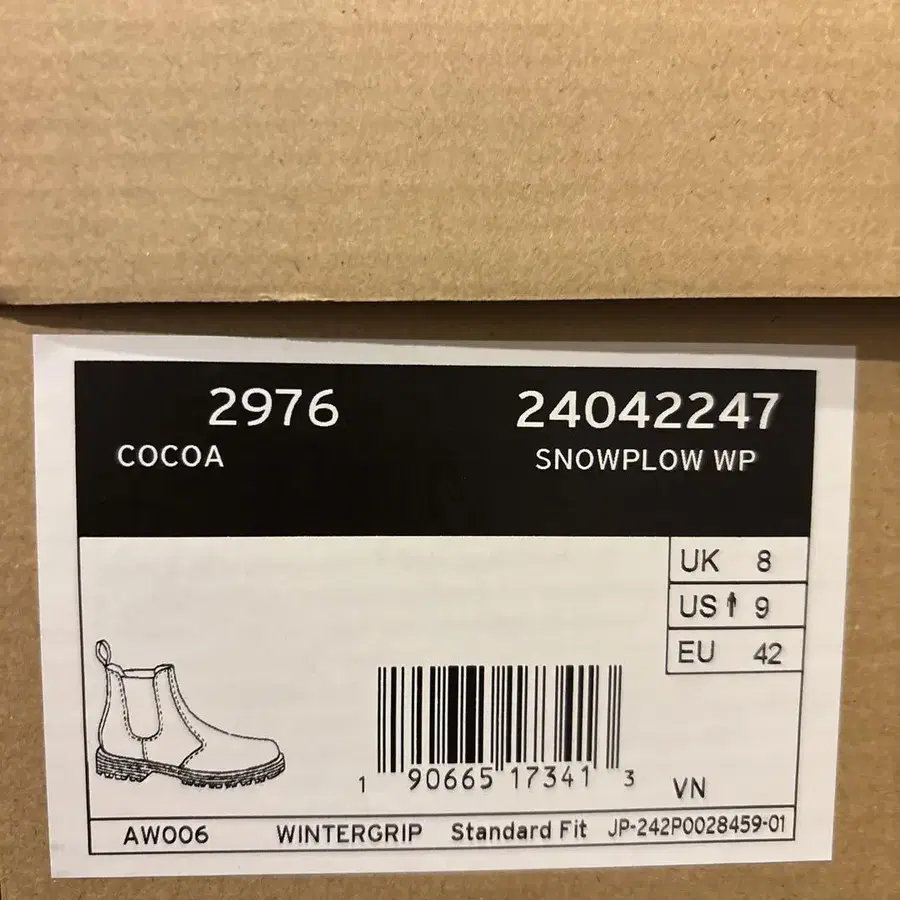 2976 24042247
COCOA SNOWPLOW WP
UK 8
US 9
EU 42
1 90665 17341 3
VN
AW006 WINTERGRIP Standard Fit JP-242P0028459-01